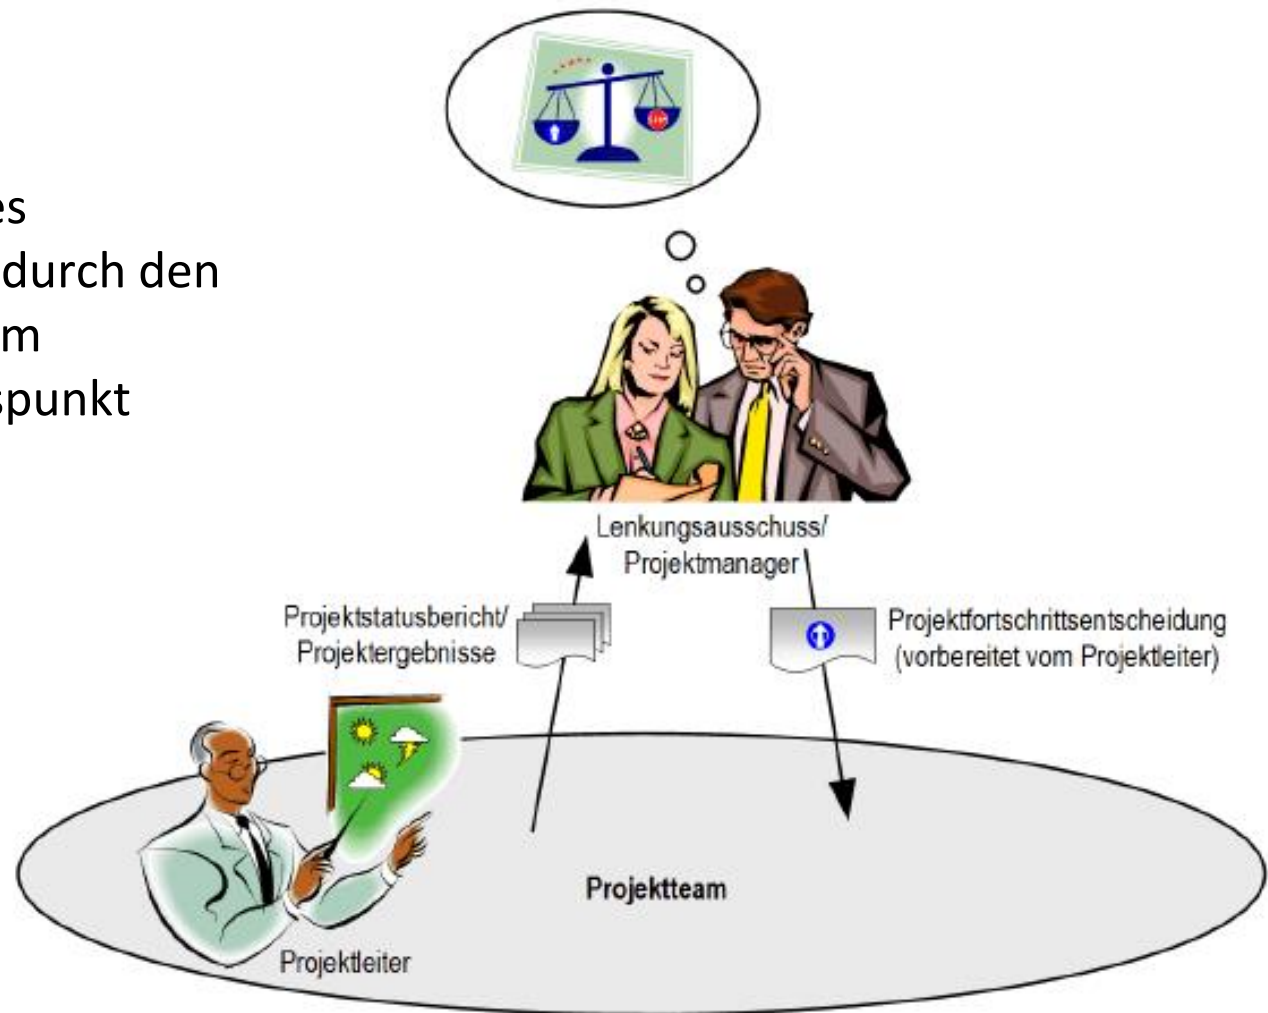 es
durch den
m
spunkt
Lenkungsausschuss/
Projektmanager
Projektstatusbericht/
Projektergebnisse
Projektfortschrittsentscheidung
(vorbereitet vom Projektleiter)
Projektteam
Projektleiter